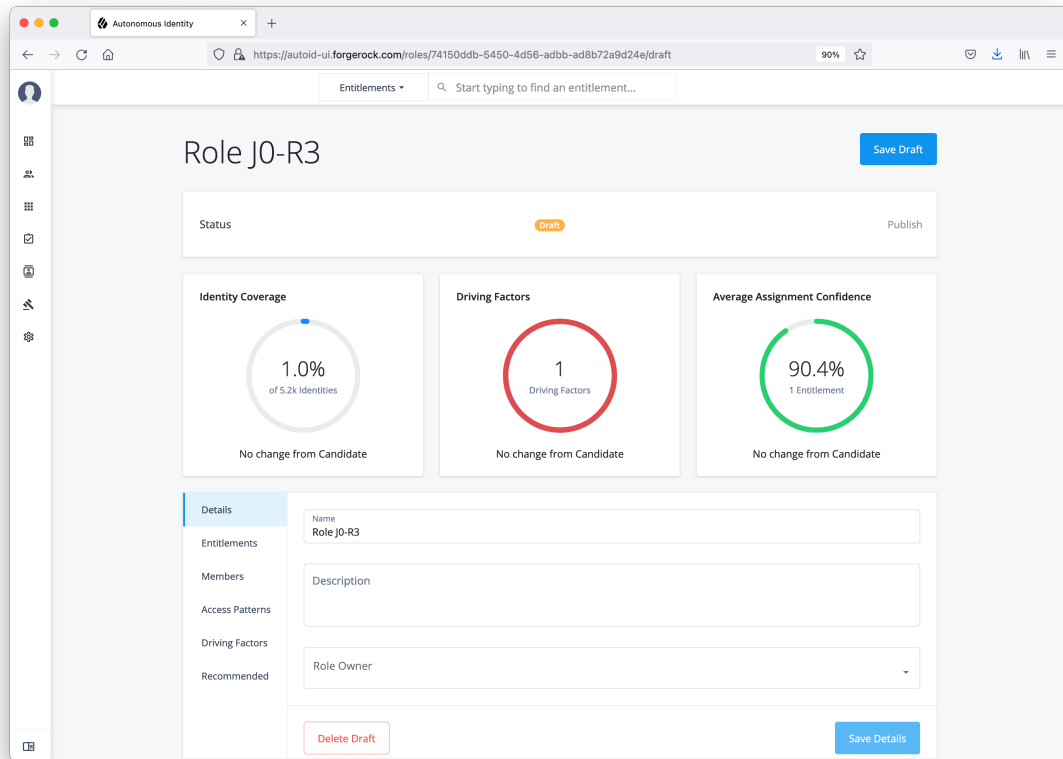 Autonomous Identity
https://autoid-ui.forgerock.com/roles/74150ddb-5450-4d56-adbb-ad8b72a9d24e/draft
90%
Entitlements
Start typing to find an entitlement...
Role J0-R3
Save Draft
Status
Draft
Publish
Identity Coverage
1.0%
of 5.2k Identities
No change from Candidate
Driving Factors
1
Driving Factors
No change from Candidate
Average Assignment Confidence
90.4%
1 Entitlement
No change from Candidate
Details
Entitlements
Members
Access Patterns
Driving Factors
Recommended
Name
Role J0-R3
Description
Role Owner
Delete Draft
Save Details